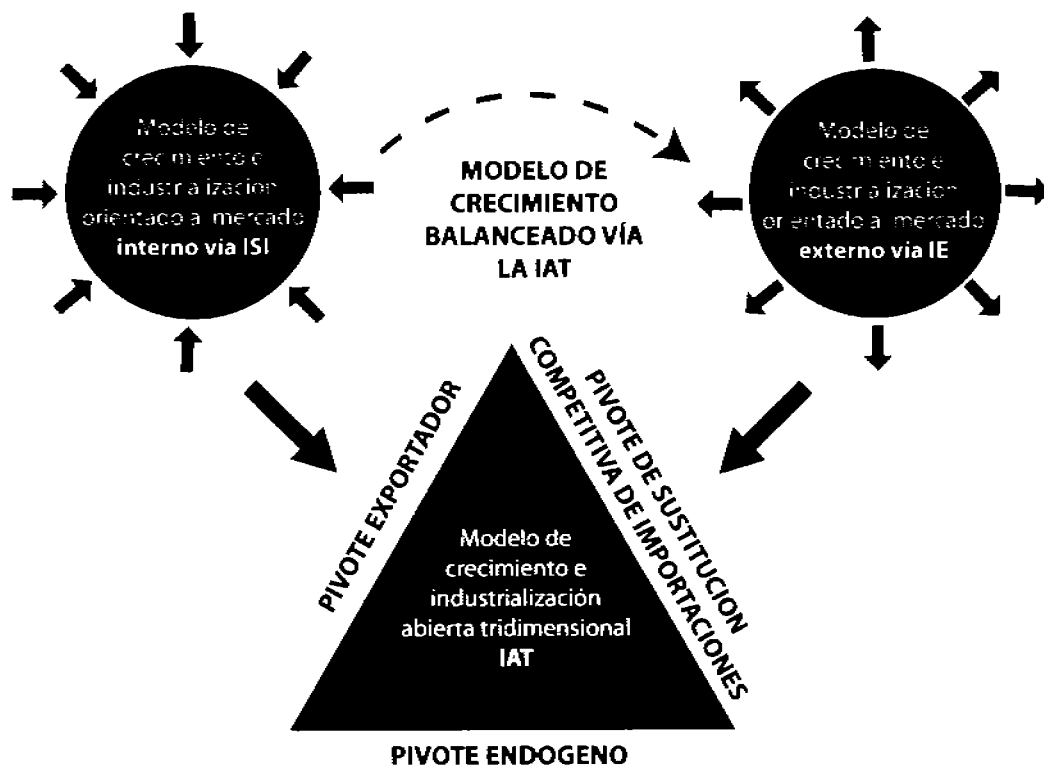 Modelo de
crecimiento e
industrialización
orientado al mercado
interno vía ISI
MODELO DE
CRECIMIENTO
BALANCEADO VÍA
LA IAT
Modelo de
crecimiento e
industrialización
orientado al mercado
externo vía IE
PIVOTE EXPORTADOR
PIVOTE DE SUSTITUCION
COMPETITIVA DE IMPORTACIONES
Modelo de
crecimiento e
industrialización
abierta tridimensional
IAT
PIVOTE ENDOGENO